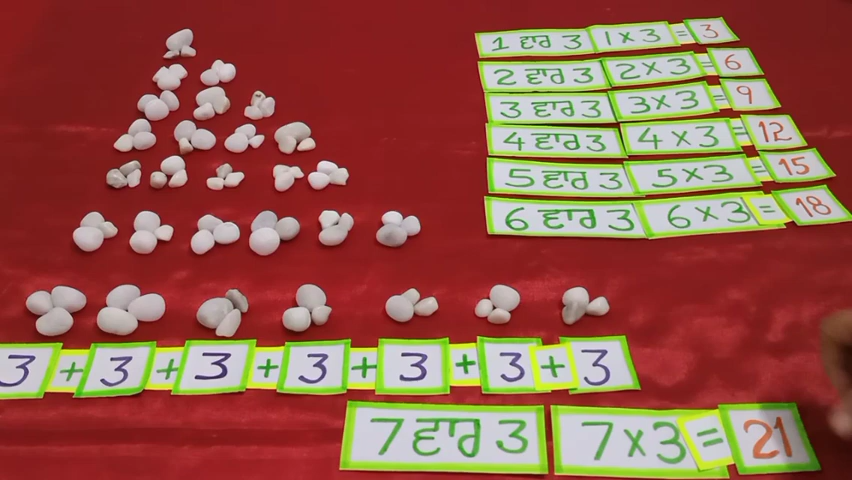 1 ਵਾਰ 3 1×3 = 3
2 ਵਾਰ 3 2×3 = 6
3 ਵਾਰ 3 3×3 = 9
4 ਵਾਰ 3 4×3 = 12
5 ਵਾਰ 3 5×3 = 15
6 ਵਾਰ 3 6×3 = 18
3 + 3 + 3 + 3 + 3 + 3 + 3
7 ਵਾਰ 3 7×3 = 21